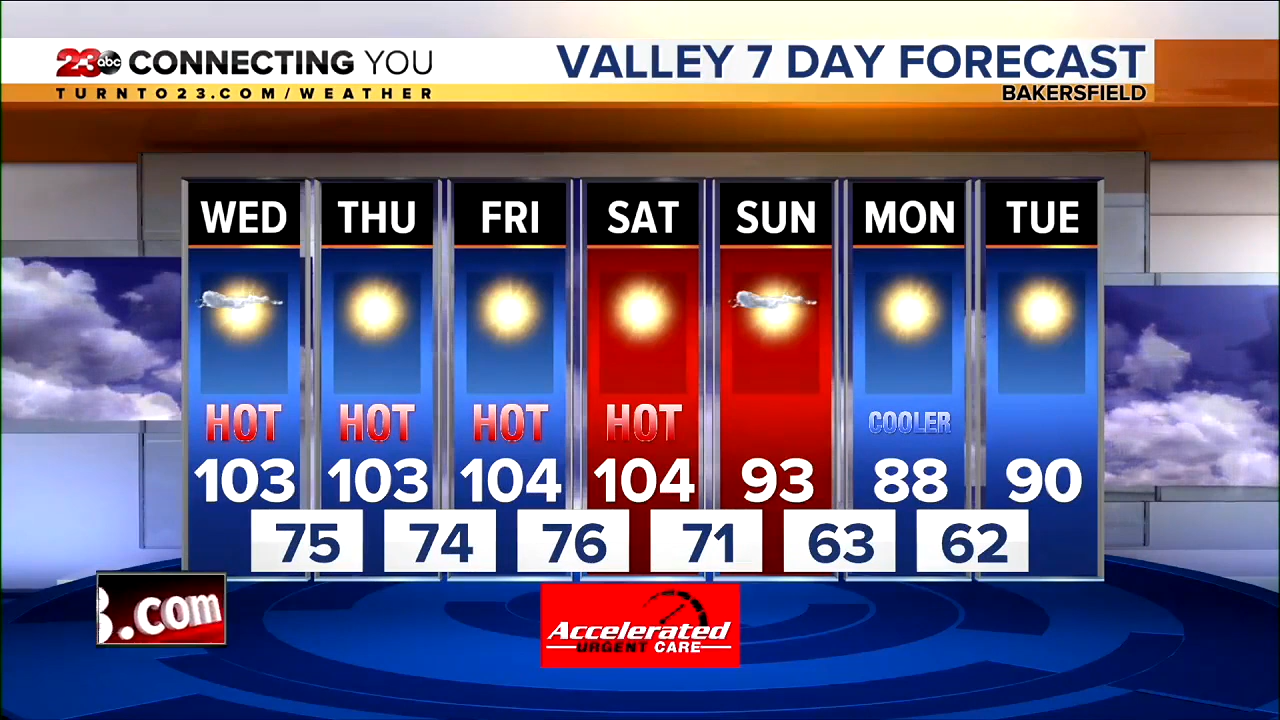 23 abc CONNECTING YOU
TURNTO23.COM/WEATHER
VALLEY 7 DAY FORECAST
BAKERSFIELD
WED THU FRI SAT SUN MON TUE
HOT HOT HOT HOT COOLER
103 103 104 104 93 88 90
75 74 76 71 63 62
.com
Accelerated
URGENT CARE